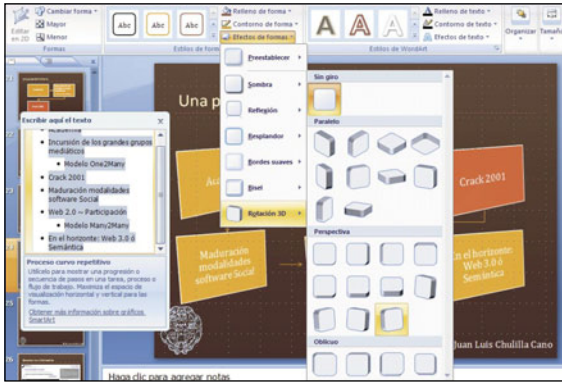 Cambiar forma
Mayor
Menor
Editar
en 2D
Formas
Abc
Abc
Abc
Relleno de forma
Contorno de forma
Efectos de formas
Estilos de forma
A
A
A
Relleno de texto
Contorno de texto
Efectos de texto
Estilos de WordArt
Organizar
Tamaño
Preestablecer
Sombra
Reflexión
Resplandor
Bordes suaves
Bisel
Rotación 3D
Sin giro
Paralelo
Perspectiva
Oblicuo
Escribir aquí el texto
X
Academia
Incursión de los grandes grupos
mediáticos
Modelo One2Many
Crack 2001
Maduración modalidades
software Social
Web 2.0 ~ Participación
Modelo Many2Many
En el horizonte: Web 3.0 ó
Semántica
Proceso curvo repetitivo
Utilícelo para mostrar una progresión o
secuencia de pasos en una tarea, proceso o
flujo de trabajo. Maximiza el espacio de
visualización horizontal y vertical para las
formas.
Obtener más información sobre gráficos
SmartArt
Una p
Crack 2001
Maduración
modalidades
software Social
En el horizonte:
Web 3.0 ó
Semántica
Juan Luis Chulilla Cano
26
Haga clic para agregar notas